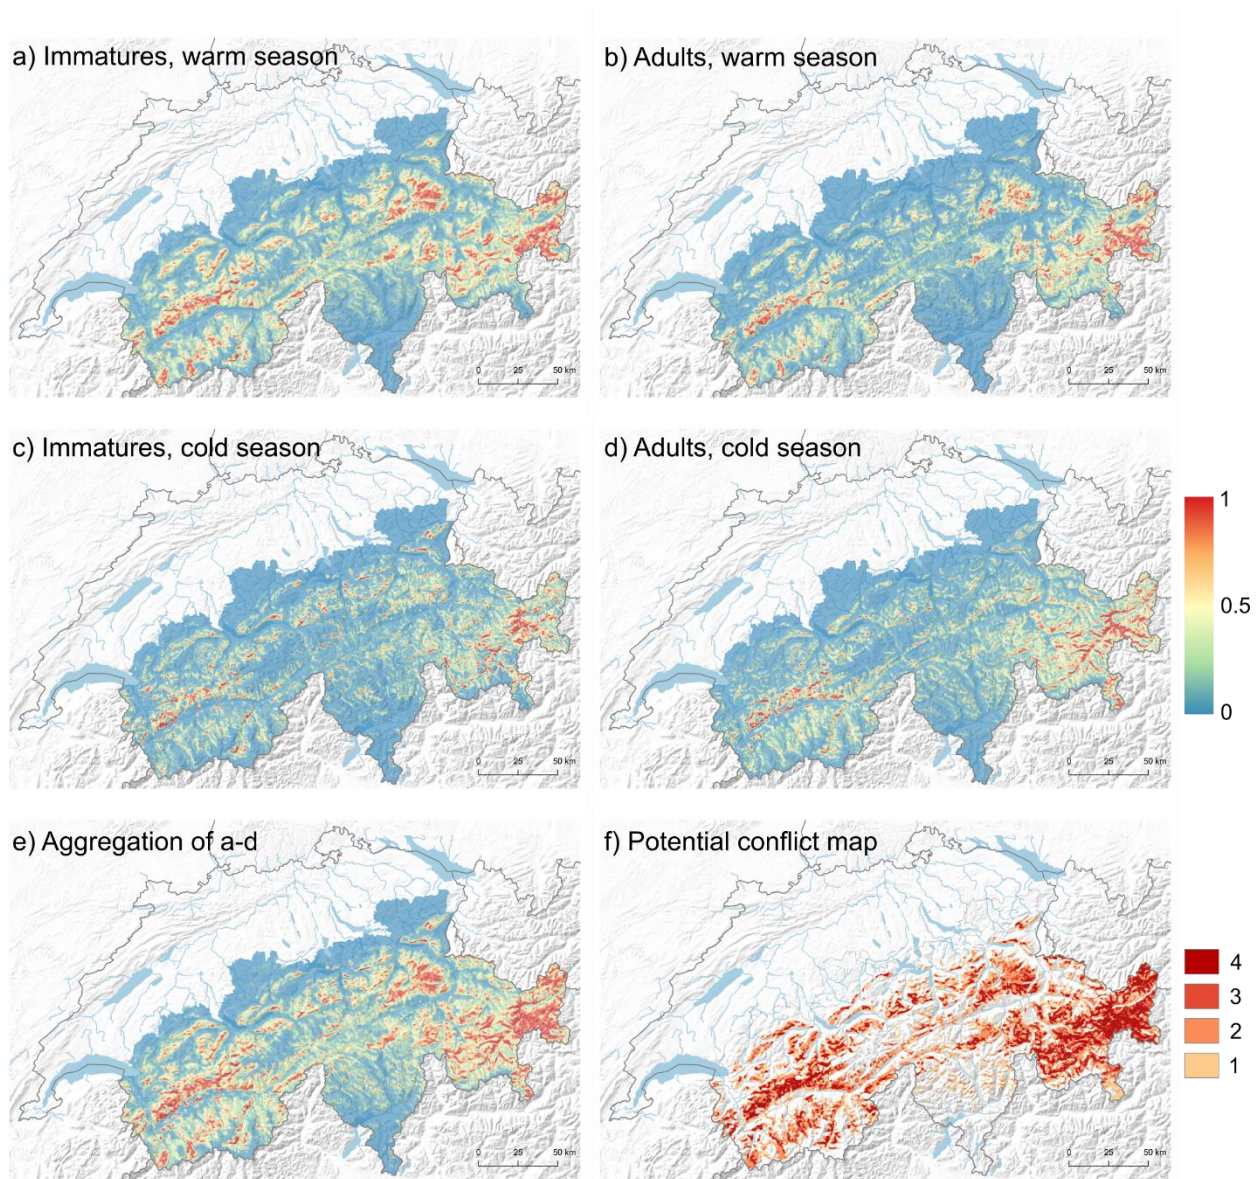 a) Immatures, warm season
b) Adults, warm season
0 25 50 km
0 25 50 km
c) Immatures, cold season
d) Adults, cold season
1
0.5
0
0 25 50 km
0 25 50 km
e) Aggregation of a-d
f) Potential conflict map
4
3
2
1
0 25 50 km
0 25 50 km